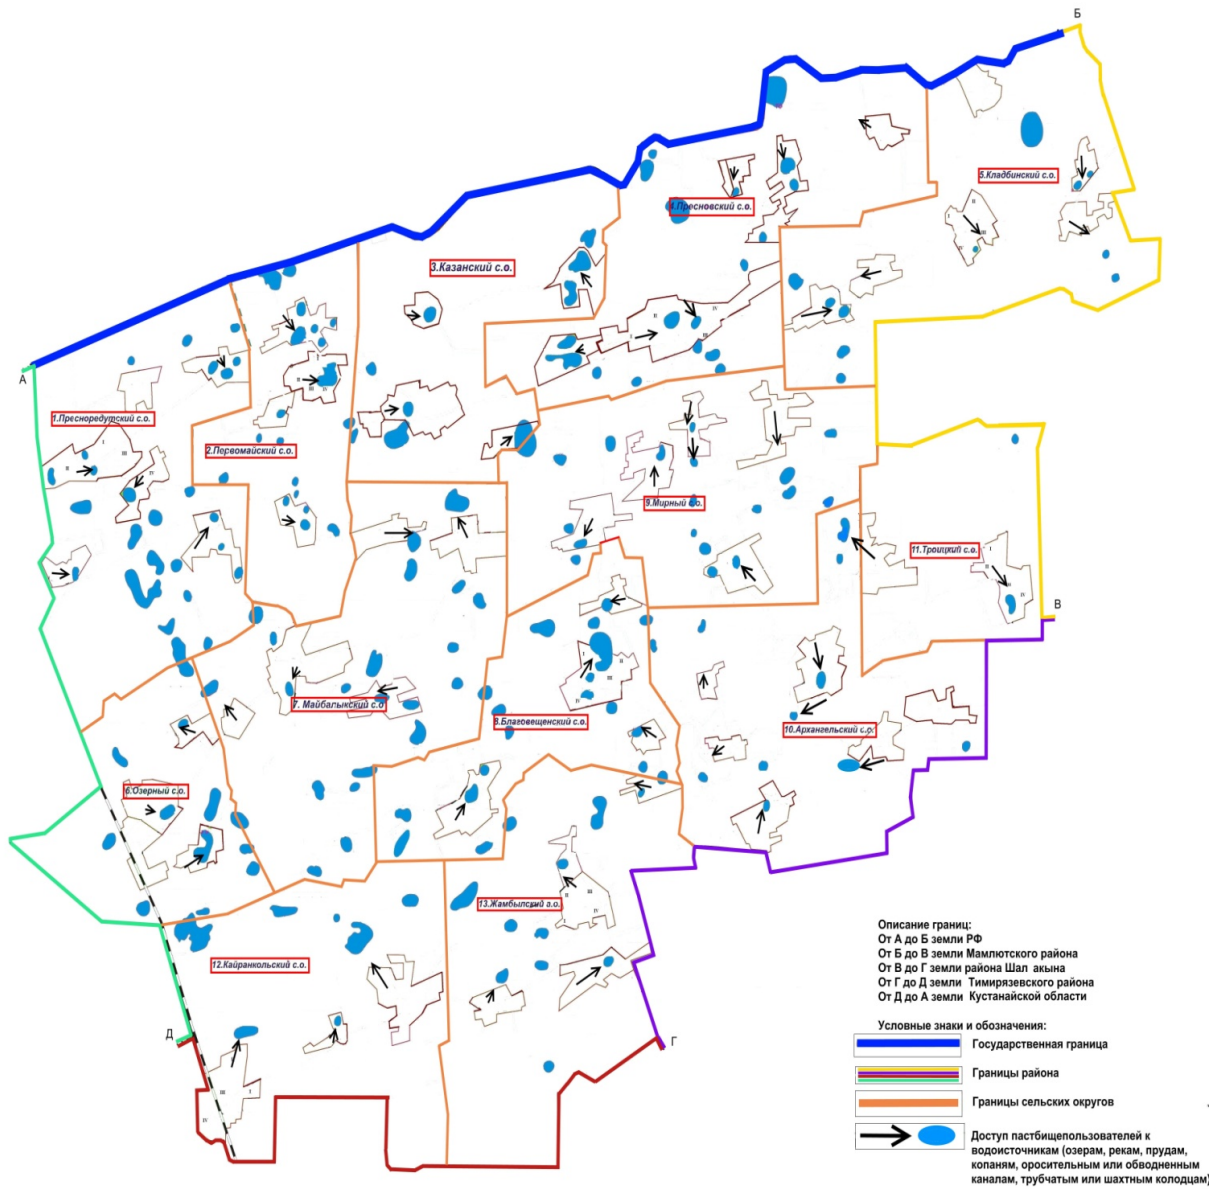 Б
5.Кладбинский с.о.
4.Пресновский с.о.
3.Казанский с.о.
А
1.Пресноредутский с.о.
2.Первомайский с.о.
9.Мирный с.о.
11.Троицкий с.о.
В
7. Майбалыкский с.о
8.Благовещенский с.о.
10.Архангельский с.о.
6.Озерный с.о.
13.Жамбылский а.о.
12.Кайранкольский с.о.
Д
Г
Описание границ:
От А до Б земли РФ
От Б до В земли Мамлютского района
От В до Г земли района Шал акына
От Г до Д земли Тимирязевского района
От Д до А земли Кустанайской области
Условные знаки и обозначения:
Государственная граница
Границы района
Границы сельских округов
Доступ пастбищепользователей к
водоисточникам (озерам, рекам, прудам,
копаням, оросительным или обводненным
каналам, трубчатым или шахтным колодцам)